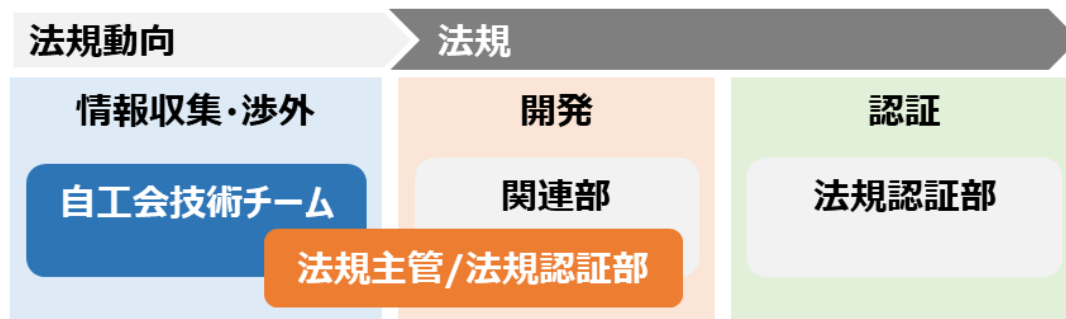 法規動向
法規
情報収集・渉外
開発
認証
自工会技術チーム
関連部
法規認証部
法規主管/法規認証部